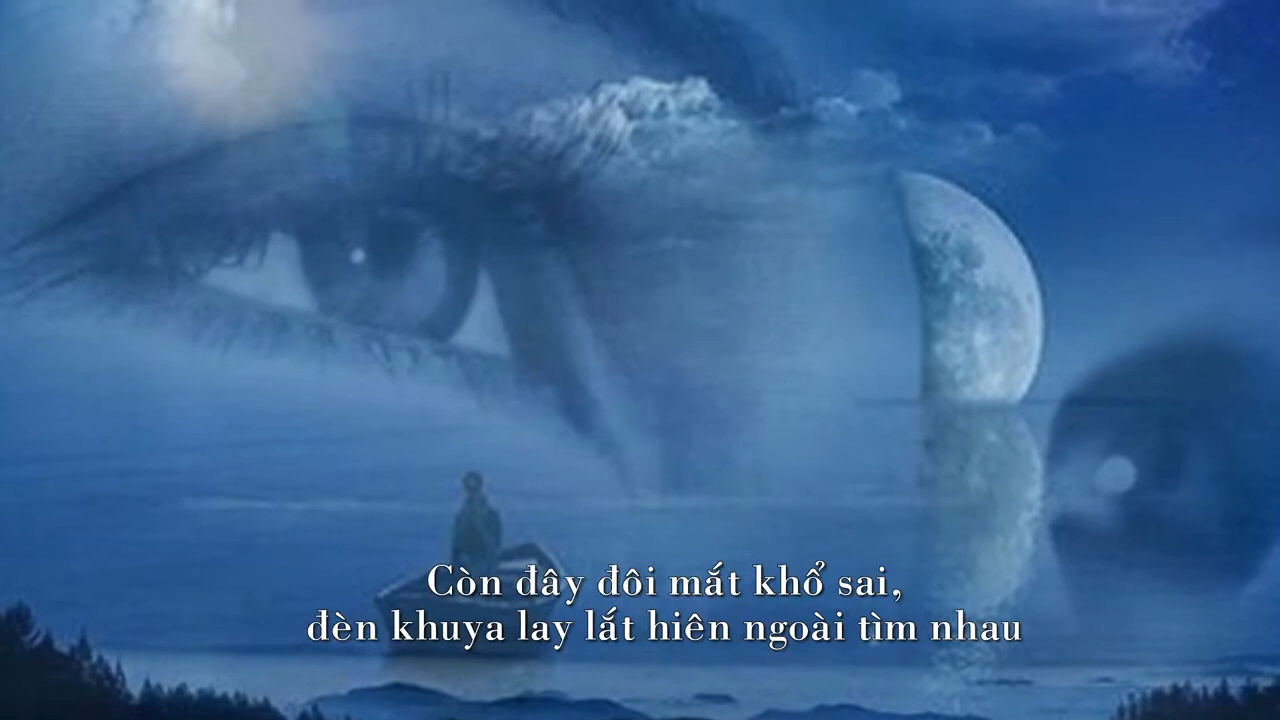 Còn đây đôi mắt khổ sai,
đèn khuya lay lắt hiên ngoài tìm nhau